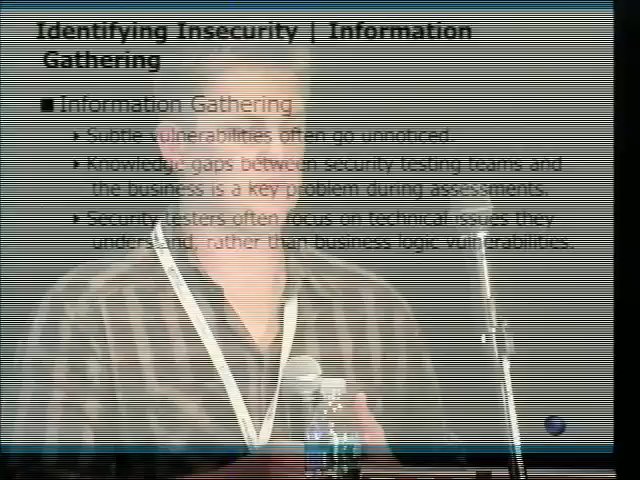 Identifying Insecurity | Information
Gathering
Information Gathering
Subtle vulnerabilities often go unnoticed.
Knowledge gaps between security testing teams and
the business is a key problem during assessments.
Security testers often focus on technical issues they
understand, rather than business logic vulnerabilities.